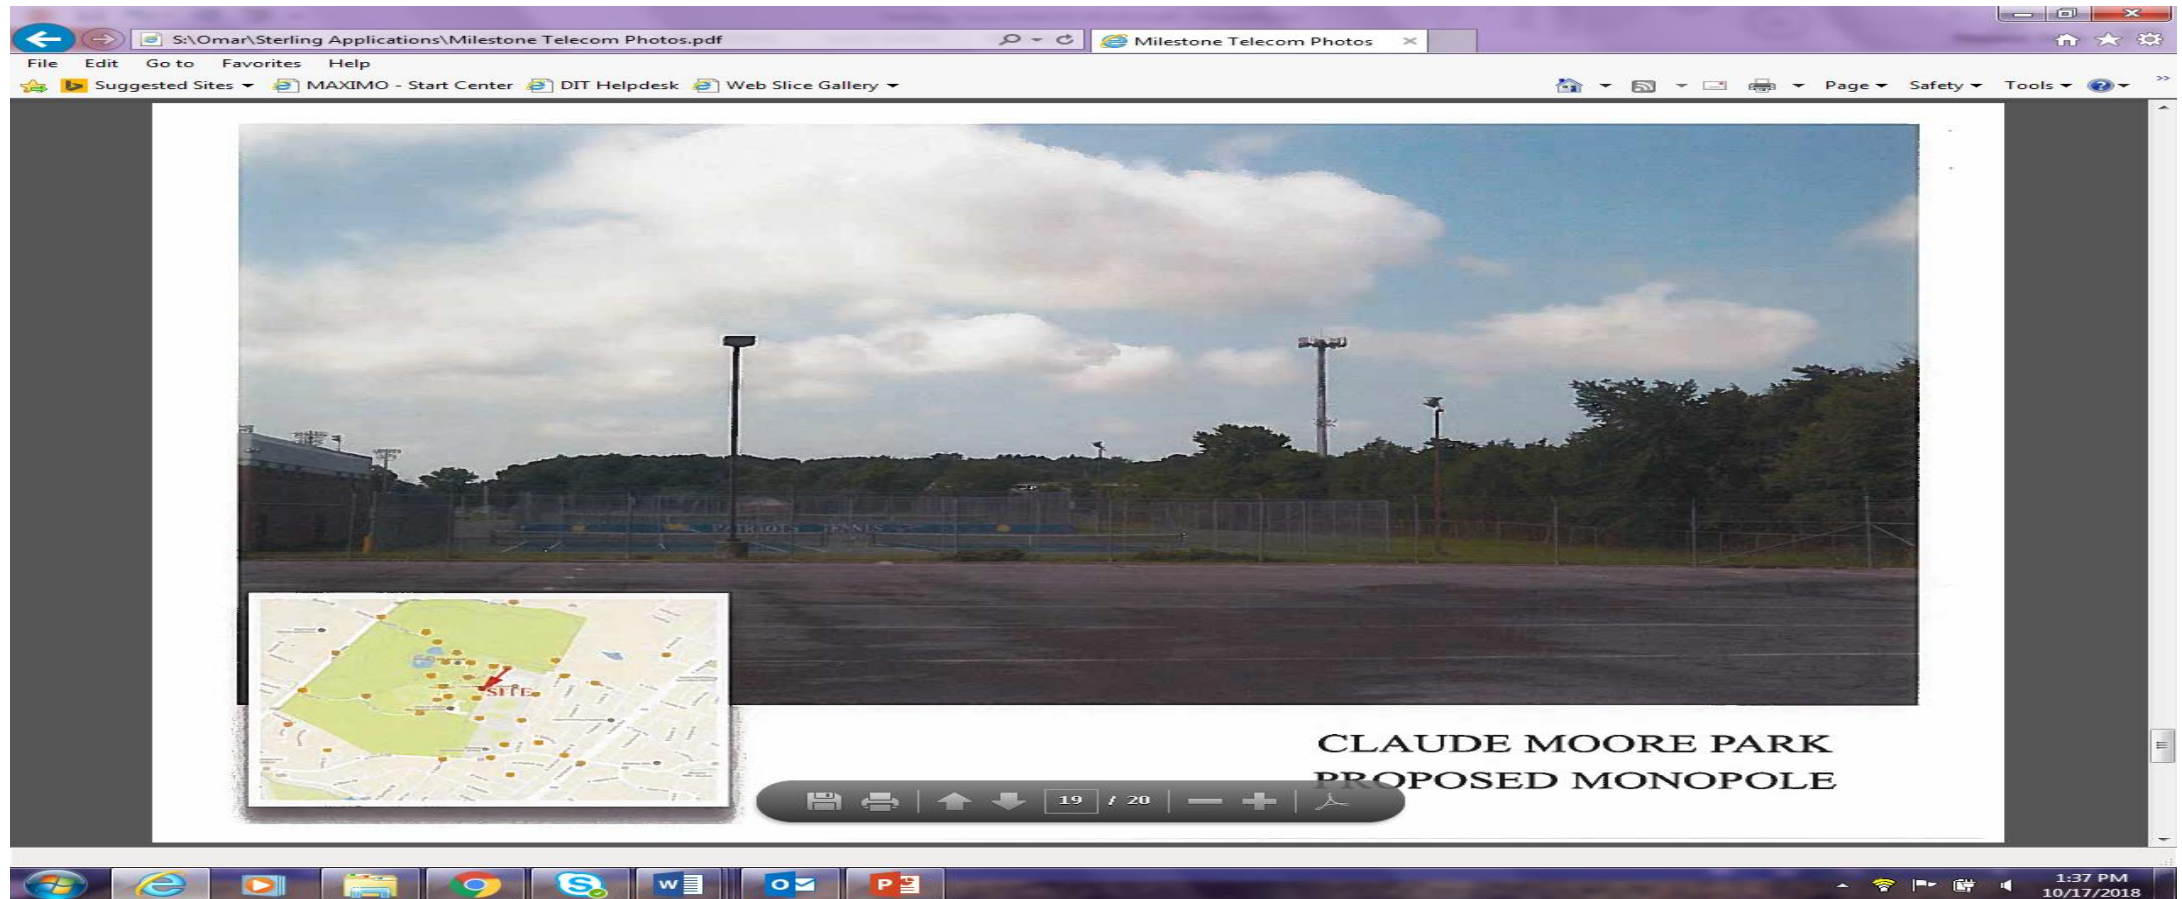 S:\Omar\Sterling Applications\Milestone Telecom Photos.pdf
Milestone Telecom Photos
File Edit Go to Favorites Help
Suggested Sites MAXIMO - Start Center DIT Helpdesk Web Slice Gallery
Page Safety Tools
PATRIOTS TENNIS
SITE
CLAUDE MOORE PARK
PROPOSED MONOPOLE
19 / 20
1:37 PM
10/17/2018